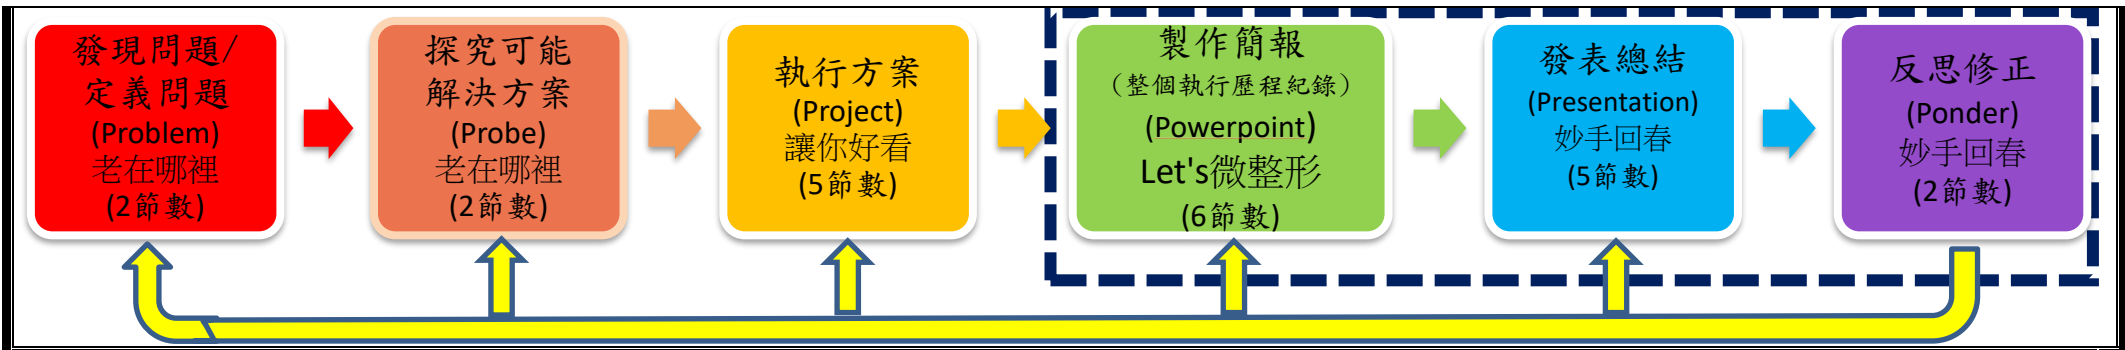 發現問題/
定義問題
(Problem)
老在哪裡
(2節數)
探究可能
解決方案
(Probe)
老在哪裡
(2節數)
執行方案
(Project)
讓你好看
(5節數)
製作簡報
（整個執行歷程紀錄）
(Powerpoint)
Let's微整形
(6節數)
發表總結
(Presentation)
妙手回春
(5節數)
反思修正
(Ponder)
妙手回春
(2節數)